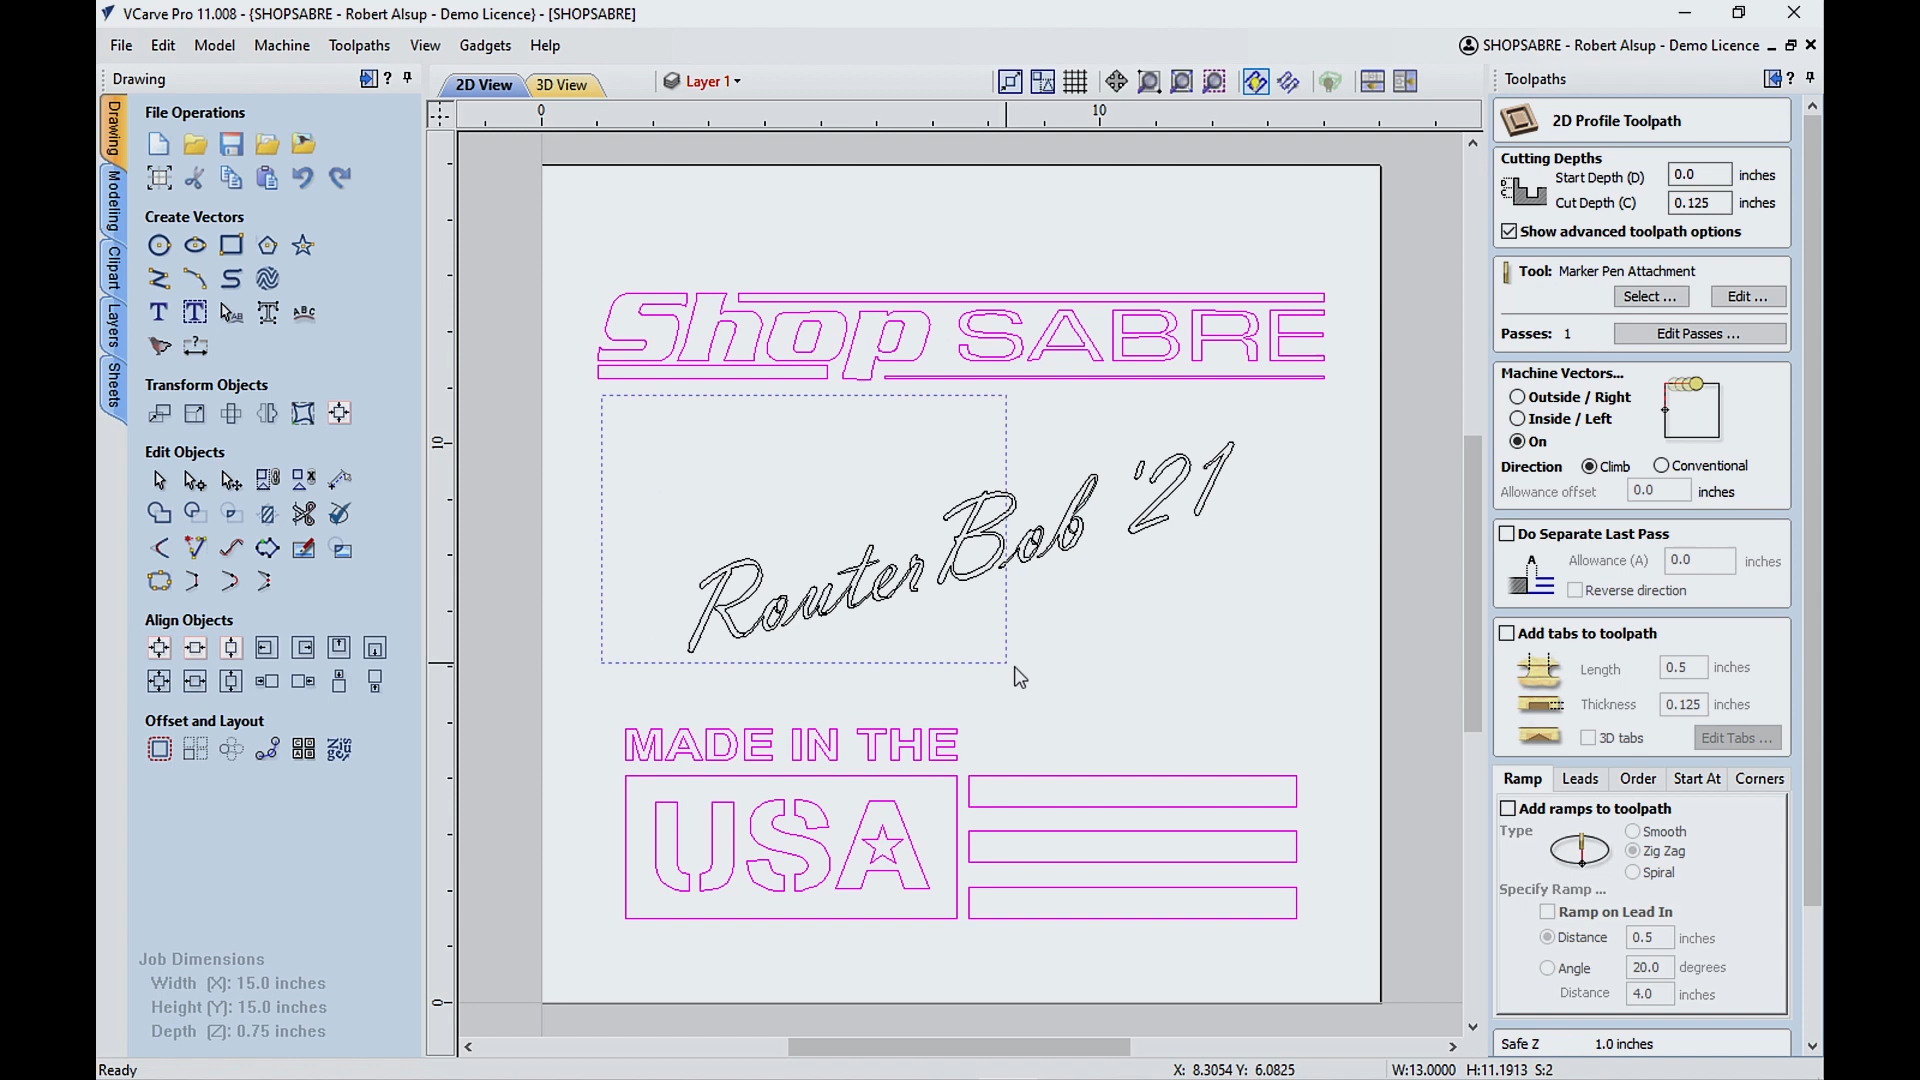 VCarve Pro 11.008 - {SHOPSABRE - Robert Alsup - Demo Licence} - [SHOPSABRE]
File Edit Model Machine Toolpaths View Gadgets Help
SHOPSABRE - Robert Alsup - Demo Licence
Drawing
Drawing
Modeling
Clipart
Layers
Sheets
File Operations
Create Vectors
Transform Objects
Edit Objects
Align Objects
Offset and Layout
Job Dimensions
Width (X): 15.0 inches
Height (Y): 15.0 inches
Depth (Z): 0.75 inches
2D View 3D View
Layer 1
0 10
10
0
Shop SABRE
Router Bob '21
MADE IN THE
USA
Toolpaths
2D Profile Toolpath
Cutting Depths
Start Depth (D) 0.0 inches
Cut Depth (C) 0.125 inches
Show advanced toolpath options
Tool: Marker Pen Attachment
Select ... Edit ...
Passes: 1 Edit Passes ...
Machine Vectors...
Outside / Right
Inside / Left
On
Direction Climb Conventional
Allowance offset 0.0 inches
Do Separate Last Pass
A Allowance (A) 0.0 inches
Reverse direction
Add tabs to toolpath
Length 0.5 inches
Thickness 0.125 inches
3D tabs Edit Tabs ...
Ramp Leads Order Start At Corners
Add ramps to toolpath
Type Smooth
Zig Zag
Spiral
Specify Ramp ...
Ramp on Lead In
Distance 0.5 inches
Angle 20.0 degrees
Distance 4.0 inches
Safe Z 1.0 inches
Ready X: 8.3054 Y: 6.0825 W:13.0000 H:11.1913 S:2